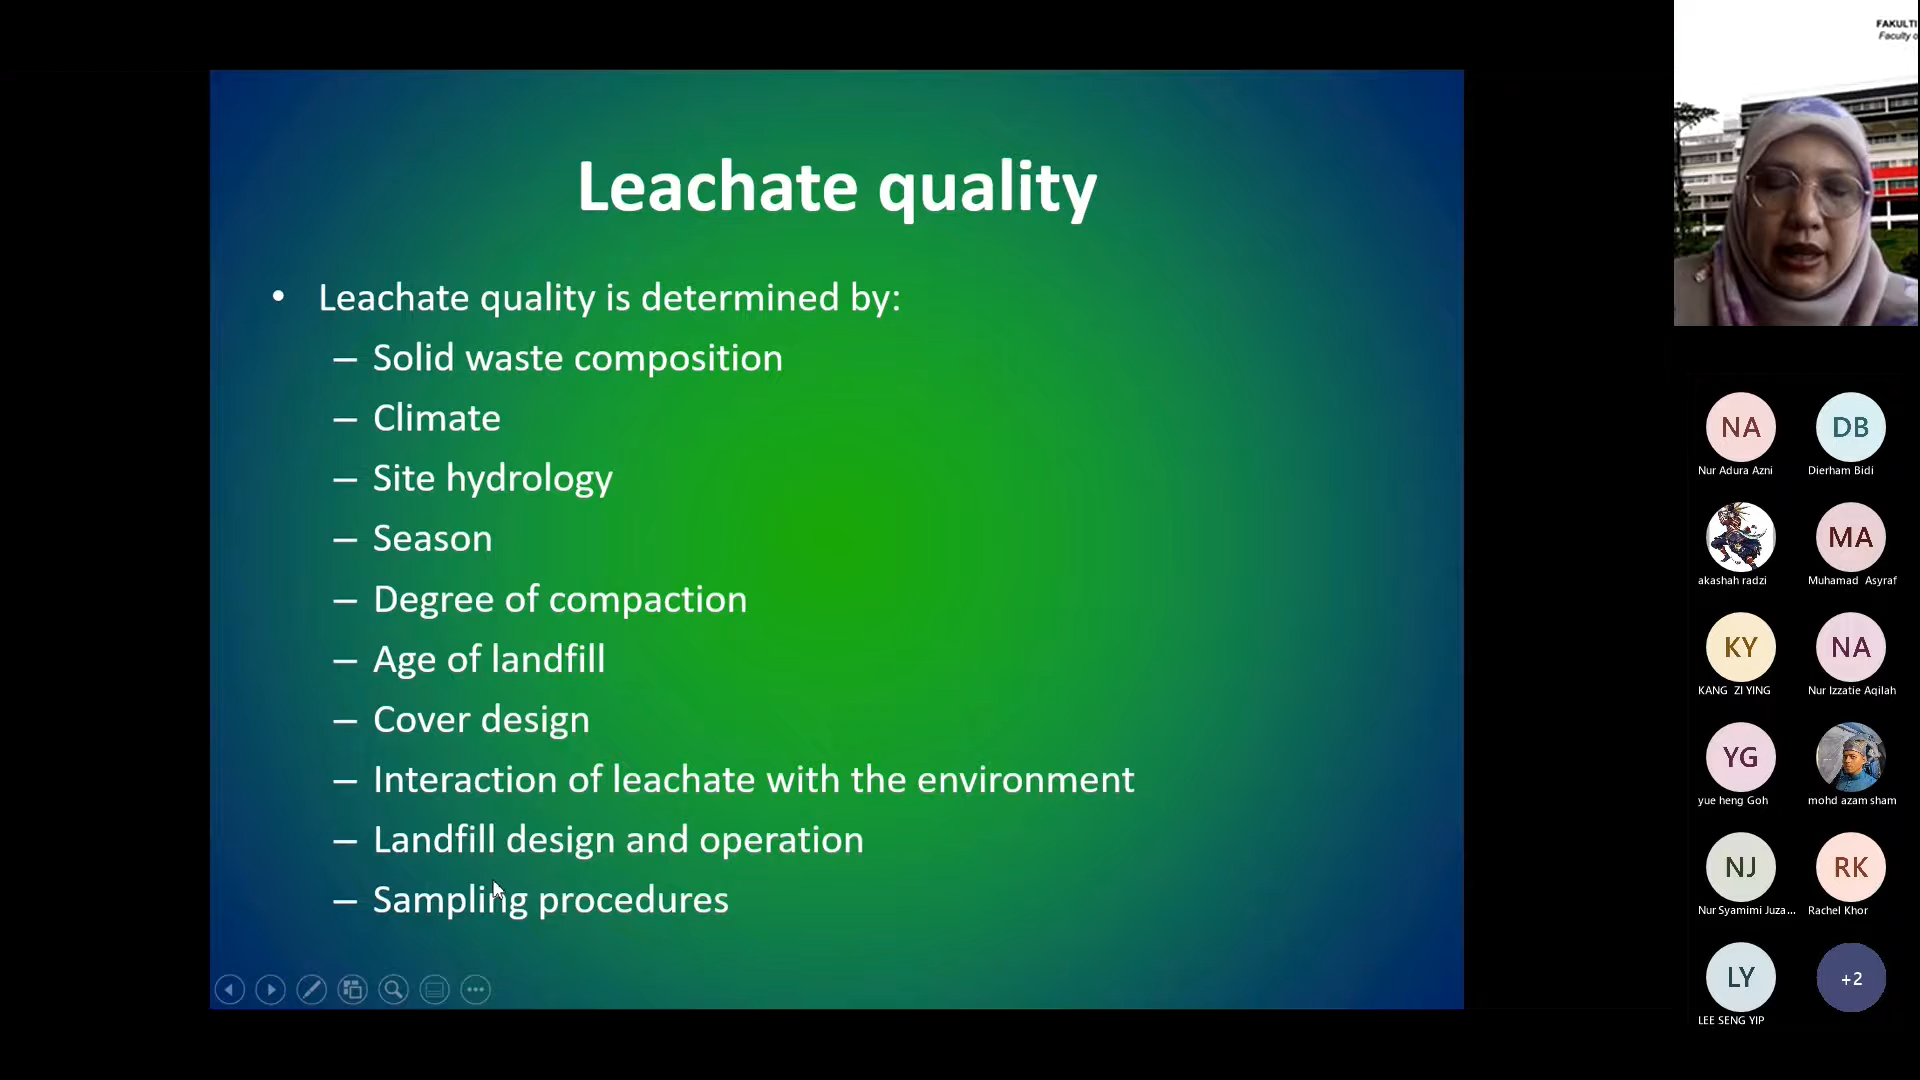 Leachate quality
• Leachate quality is determined by:
– Solid waste composition
– Climate
– Site hydrology
– Season
– Degree of compaction
– Age of landfill
– Cover design
– Interaction of leachate with the environment
– Landfill design and operation
– Sampling procedures
FAKULTI
Faculty o
NA
Nur Adura Azni
DB
Dierham Bidi
akashah radzi
MA
Muhamad Asyraf
KY
KANG ZI YING
NA
Nur Izzatie Aqilah
YG
yue heng Goh
mohd azam sham
NJ
Nur Syamimi Juza...
RK
Rachel Khor
LY
LEE SENG YIP
+2